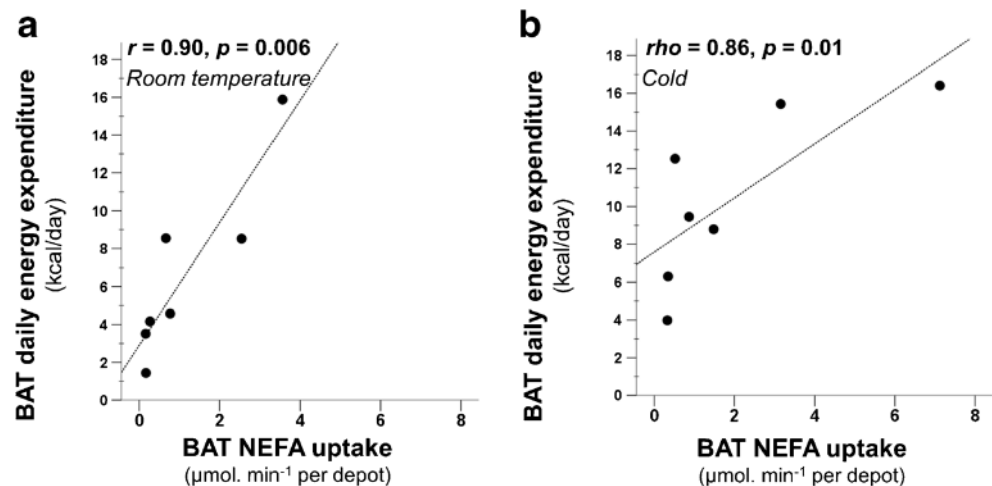 a
r = 0.90, p = 0.006
Room temperature
BAT daily energy expenditure
(kcal/day)
18
16
14
12
10
8
6
4
2
0
0 2 4 6 8
BAT NEFA uptake
(µmol. min⁻¹ per depot)
b
rho = 0.86, p = 0.01
Cold
BAT daily energy expenditure
(kcal/day)
18
16
14
12
10
8
6
4
2
0
0 2 4 6 8
BAT NEFA uptake
(µmol. min⁻¹ per depot)